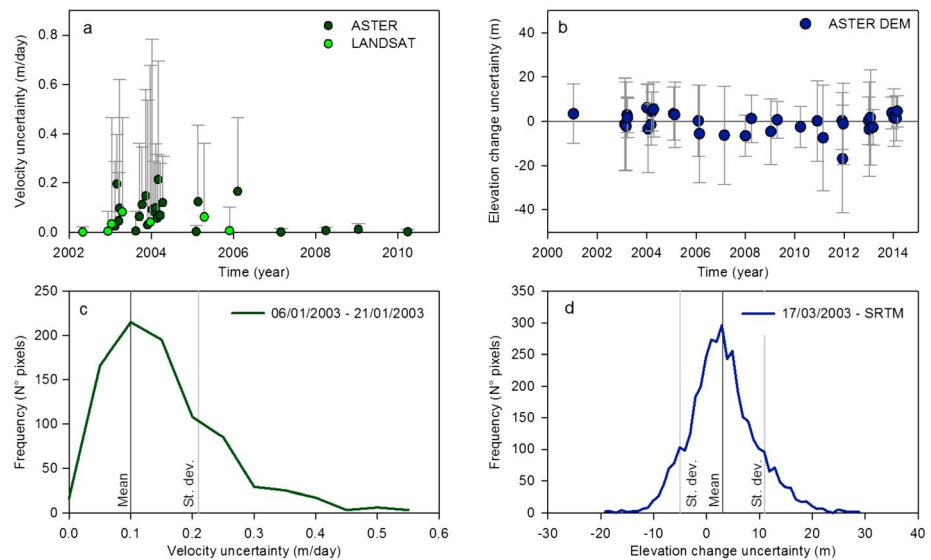 a
ASTER
LANDSAT
Velocity uncertainty (m/day)
0.8
0.6
0.4
0.2
0.0
2002 2004 2006 2008 2010
Time (year)
b
ASTER DEM
Elevation change uncertainty (m)
50
40
20
0
-20
-40
-60
2000 2002 2004 2006 2008 2010 2012 2014
Time (year)
c
06/01/2003 - 21/01/2003
Frequency (N° pixels)
250
200
150
100
50
0
Mean
St. dev.
0.0 0.1 0.2 0.3 0.4 0.5 0.6
Velocity uncertainty (m/day)
d
17/03/2003 - SRTM
Frequency (N° pixels)
350
300
250
200
150
100
50
0
St. dev.
Mean
St. dev.
-30 -20 -10 0 10 20 30 40
Elevation change uncertainty (m)